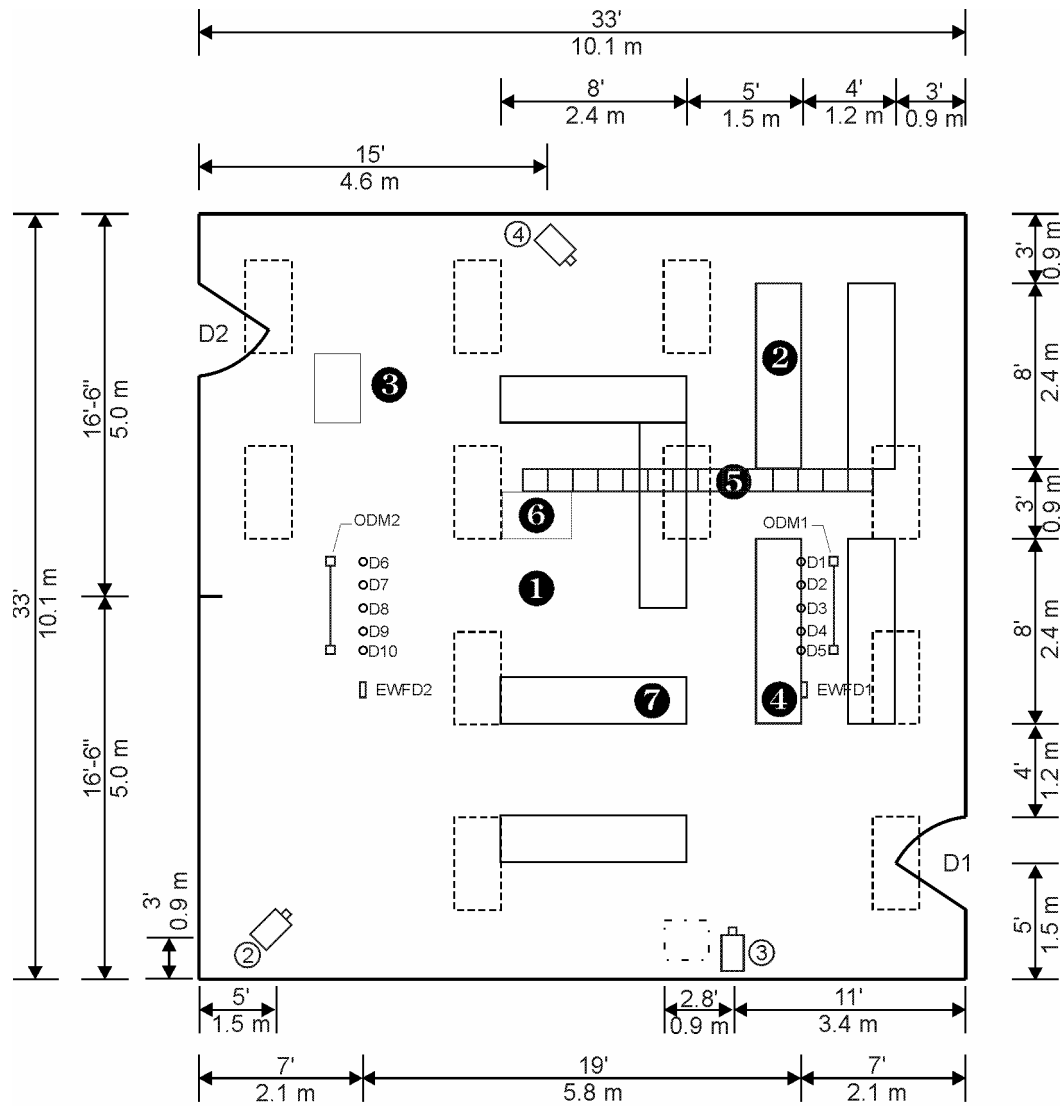 33'
10.1 m
8'
2.4 m
5'
1.5 m
4'
1.2 m
3'
0.9 m
15'
4.6 m
4
3'
0.9 m
D2
2
3
8'
2.4 m
16'-6"
5.0 m
5
3'
0.9 m
6
ODM2
ODM1
D6
D1
D7
D2
1
D8
D3
33'
10.1 m
D9
D4
D10
D5
8'
2.4 m
EWFD2
EWFD1
7
4
16'-6"
5.0 m
4'
1.2 m
D1
3'
0.9 m
5'
1.5 m
2
3
5'
1.5 m
2.8'
0.9 m
11'
3.4 m
7'
2.1 m
19'
5.8 m
7'
2.1 m